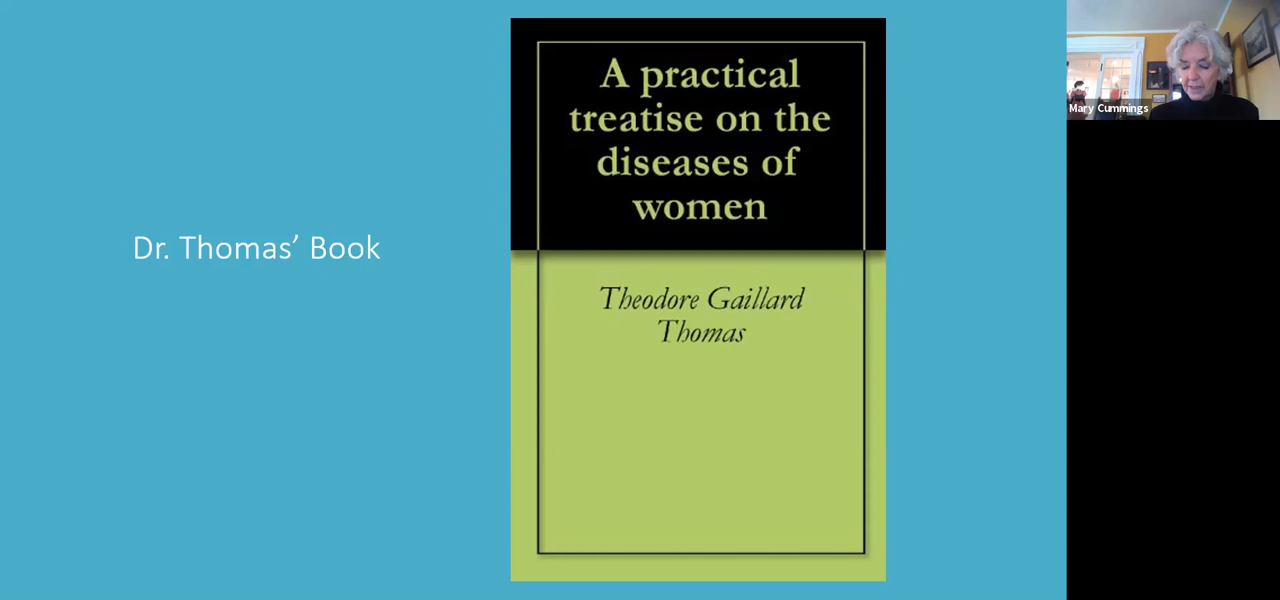 Dr. Thomas’ Book
A practical
treatise on the
diseases of
women
Theodore Gaillard
Thomas
Mary Cummings